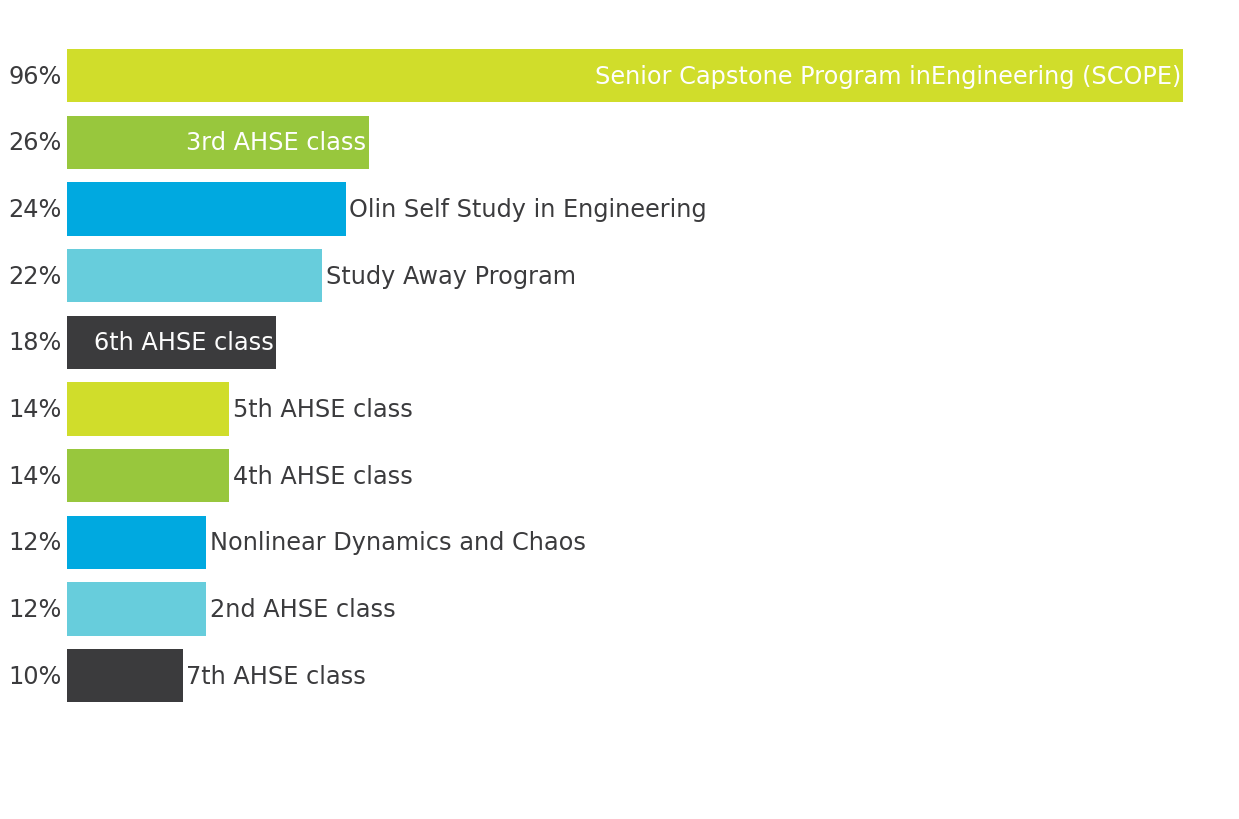 96% Senior Capstone Program inEngineering (SCOPE)
26% 3rd AHSE class
24% Olin Self Study in Engineering
22% Study Away Program
18% 6th AHSE class
14% 5th AHSE class
14% 4th AHSE class
12% Nonlinear Dynamics and Chaos
12% 2nd AHSE class
10% 7th AHSE class